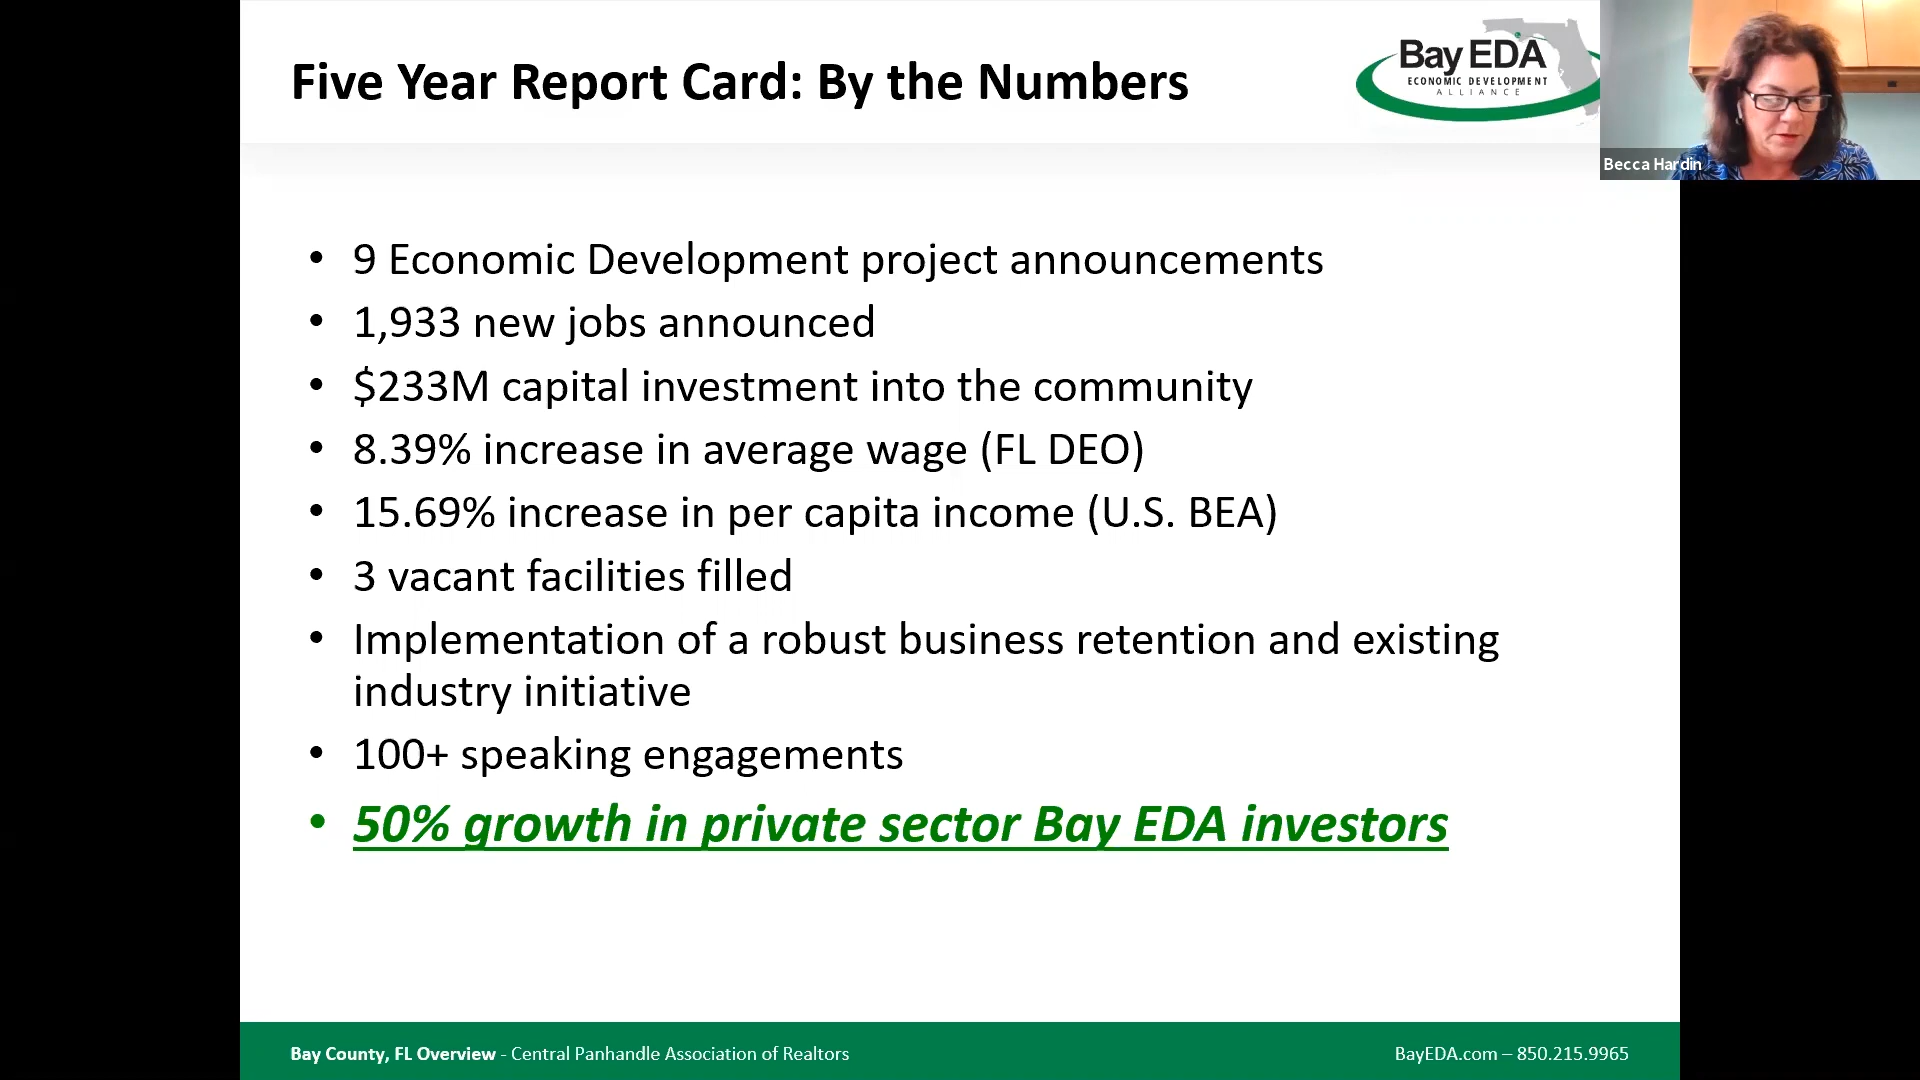 Five Year Report Card: By the Numbers
Bay EDA
ECONOMIC DEVELOPMENT
ALLIANCE
Becca Hardin
• 9 Economic Development project announcements
• 1,933 new jobs announced
• $233M capital investment into the community
• 8.39% increase in average wage (FL DEO)
• 15.69% increase in per capita income (U.S. BEA)
• 3 vacant facilities filled
• Implementation of a robust business retention and existing
industry initiative
• 100+ speaking engagements
• 50% growth in private sector Bay EDA investors
Bay County, FL Overview - Central Panhandle Association of Realtors
BayEDA.com – 850.215.9965